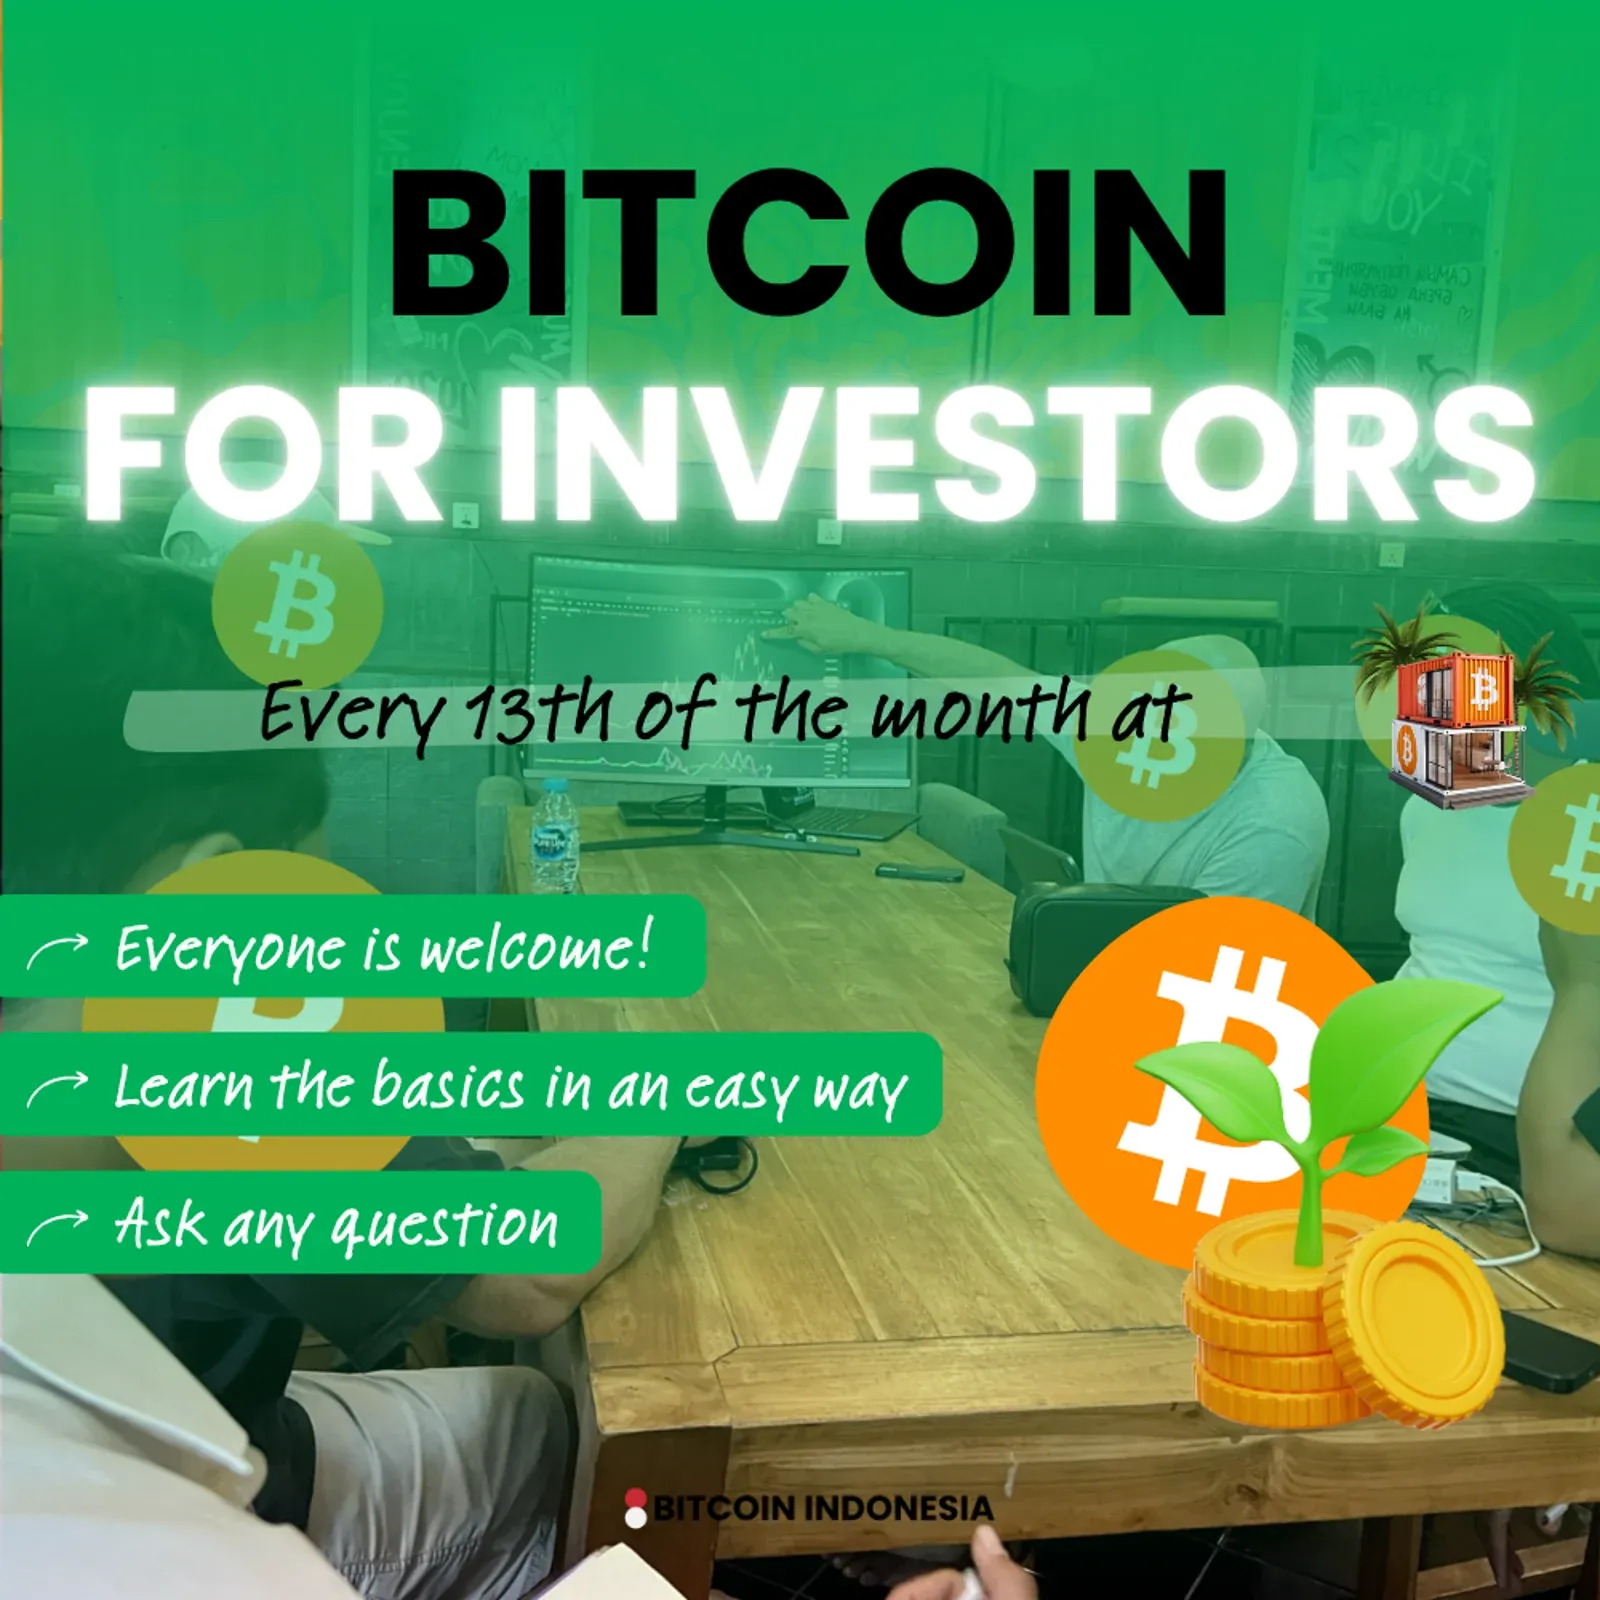 BITCOIN
FOR INVESTORS
Every 13th of the month at
Everyone is welcome!
Learn the basics in an easy way
Ask any question
BITCOIN INDONESIA